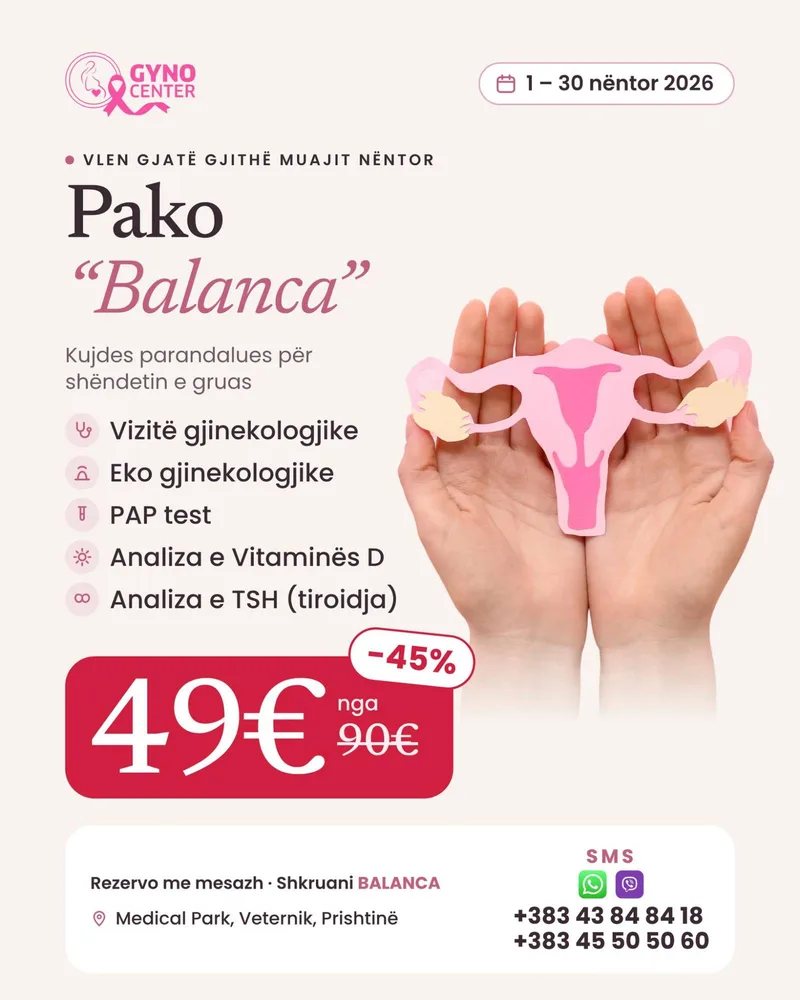 GYNO
CENTER
1 – 30 nëntor 2026
VLEN GJATË GJITHË MUAJIT NËNTOR
Pako
“Balanca”
Kujdes parandalues për
shëndetin e gruas
Vizitë gjinekologjike
Eko gjinekologjike
PAP test
Analiza e Vitaminës D
Analiza e TSH (tiroidja)
-45%
49€
nga
90€
Rezervo me mesazh · Shkruani BALANCA
Medical Park, Veternik, Prishtinë
SMS
+383 43 84 84 18
+383 45 50 50 60